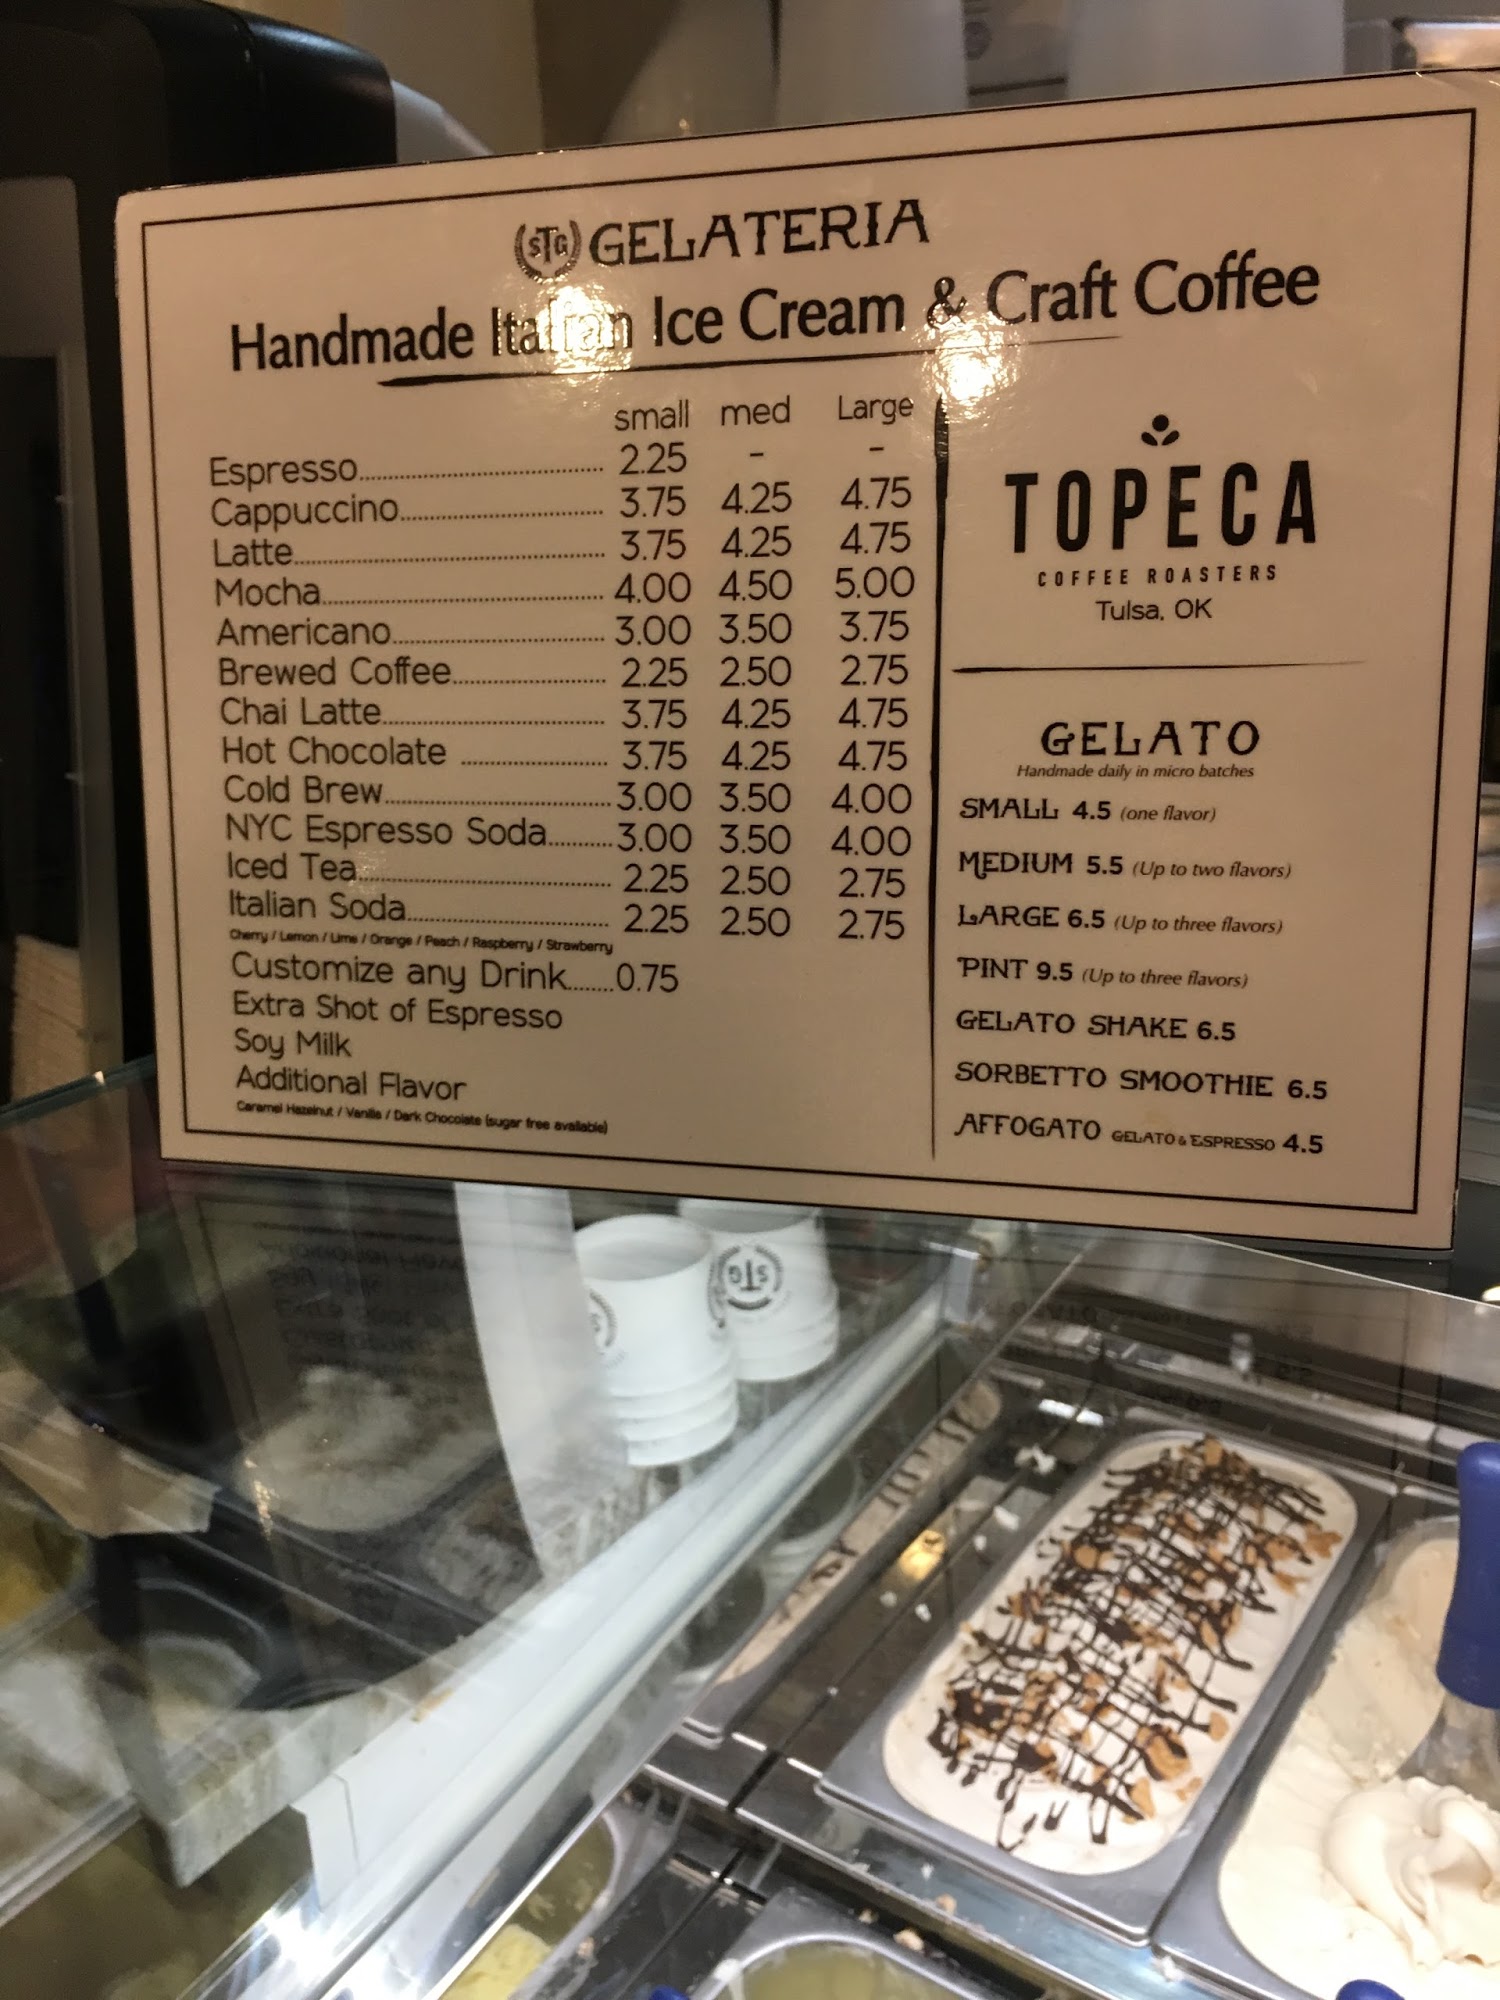 STG GELATERIA
Handmade Italian Ice Cream & Craft Coffee
small med Large
Espresso.............................. 2.25 - -
Cappuccino......................... 3.75 4.25 4.75
Latte...................................... 3.75 4.25 4.75
Mocha................................... 4.00 4.50 5.00
Americano.......................... 3.00 3.50 3.75
Brewed Coffee................... 2.25 2.50 2.75
Chai Latte............................ 3.75 4.25 4.75
Hot Chocolate .................. 3.75 4.25 4.75
Cold Brew............................ 3.00 3.50 4.00
NYC Espresso Soda.......... 3.00 3.50 4.00
Iced Tea................................ 2.25 2.50 2.75
Italian Soda......................... 2.25 2.50 2.75
Cherry / Lemon / Lime / Orange / Peach / Raspberry / Strawberry
Customize any Drink........0.75
Extra Shot of Espresso
Soy Milk
Additional Flavor
Caramel Hazelnut / Vanilla / Dark Chocolate (sugar free available)
TOPECA
COFFEE ROASTERS
Tulsa, OK
GELATO
Handmade daily in micro batches
SMALL 4.5 (one flavor)
MEDIUM 5.5 (Up to two flavors)
LARGE 6.5 (Up to three flavors)
PINT 9.5 (Up to three flavors)
GELATO SHAKE 6.5
SORBETTO SMOOTHIE 6.5
AFFOGATO GELATO & ESPRESSO 4.5